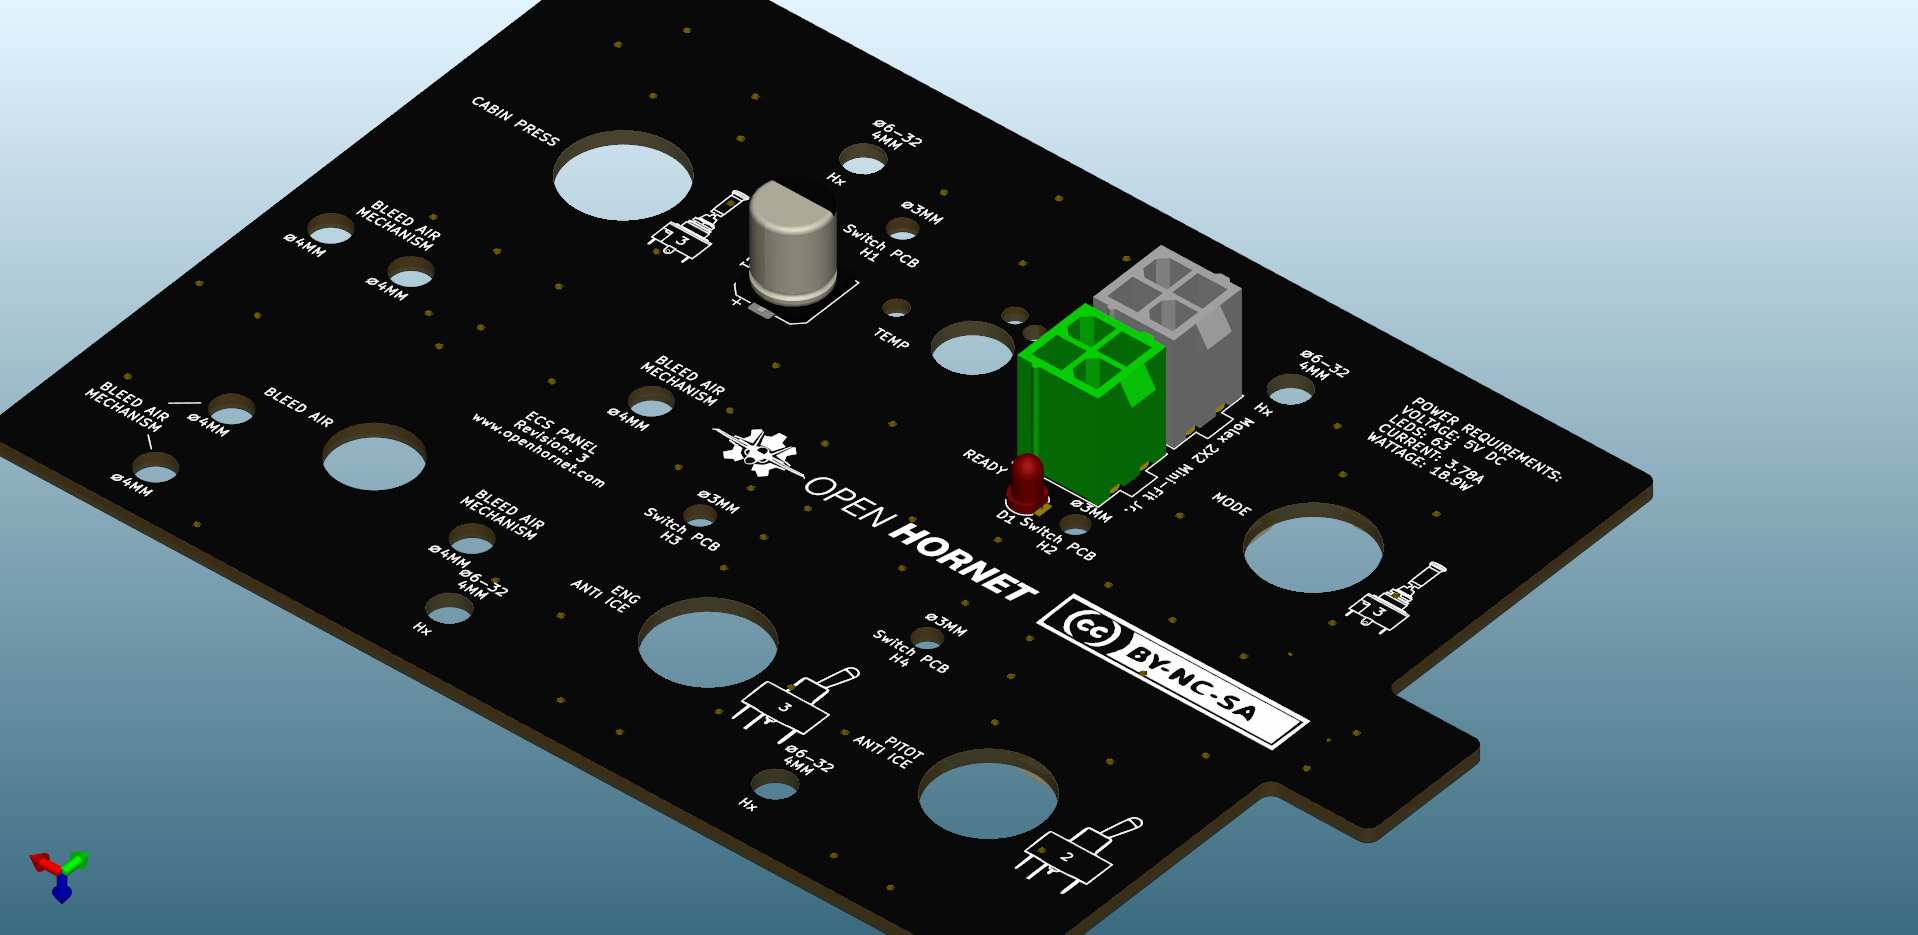 CABIN PRESS
Ø6-32
4MM
Hx
3
Ø3MM
Switch PCB
H1
+
BLEED AIR
MECHANISM
Ø4MM
Ø4MM
TEMP
BLEED AIR
MECHANISM
Ø4MM
Ø4MM
BLEED AIR
ECS PANEL
Revision: 3
www.openhornet.com
BLEED AIR
MECHANISM
Ø4MM
READY
D1
Molex 2X2 Mini-Fit Jr.
Ø6-32
4MM
Hx
POWER REQUIREMENTS:
VOLTAGE: 5V DC
LEDS: 63
CURRENT: 3.78A
WATTAGE: 18.9W
MODE
3
Ø3MM
Switch PCB
H2
OPEN HORNET
Ø3MM
Switch PCB
H3
BLEED AIR
MECHANISM
Ø4MM
Ø6-32
4MM
Hx
ENG
ANTI ICE
3
Ø3MM
Switch PCB
H4
cc BY-NC-SA
Ø6-32
4MM
Hx
PITOT
ANTI ICE
2